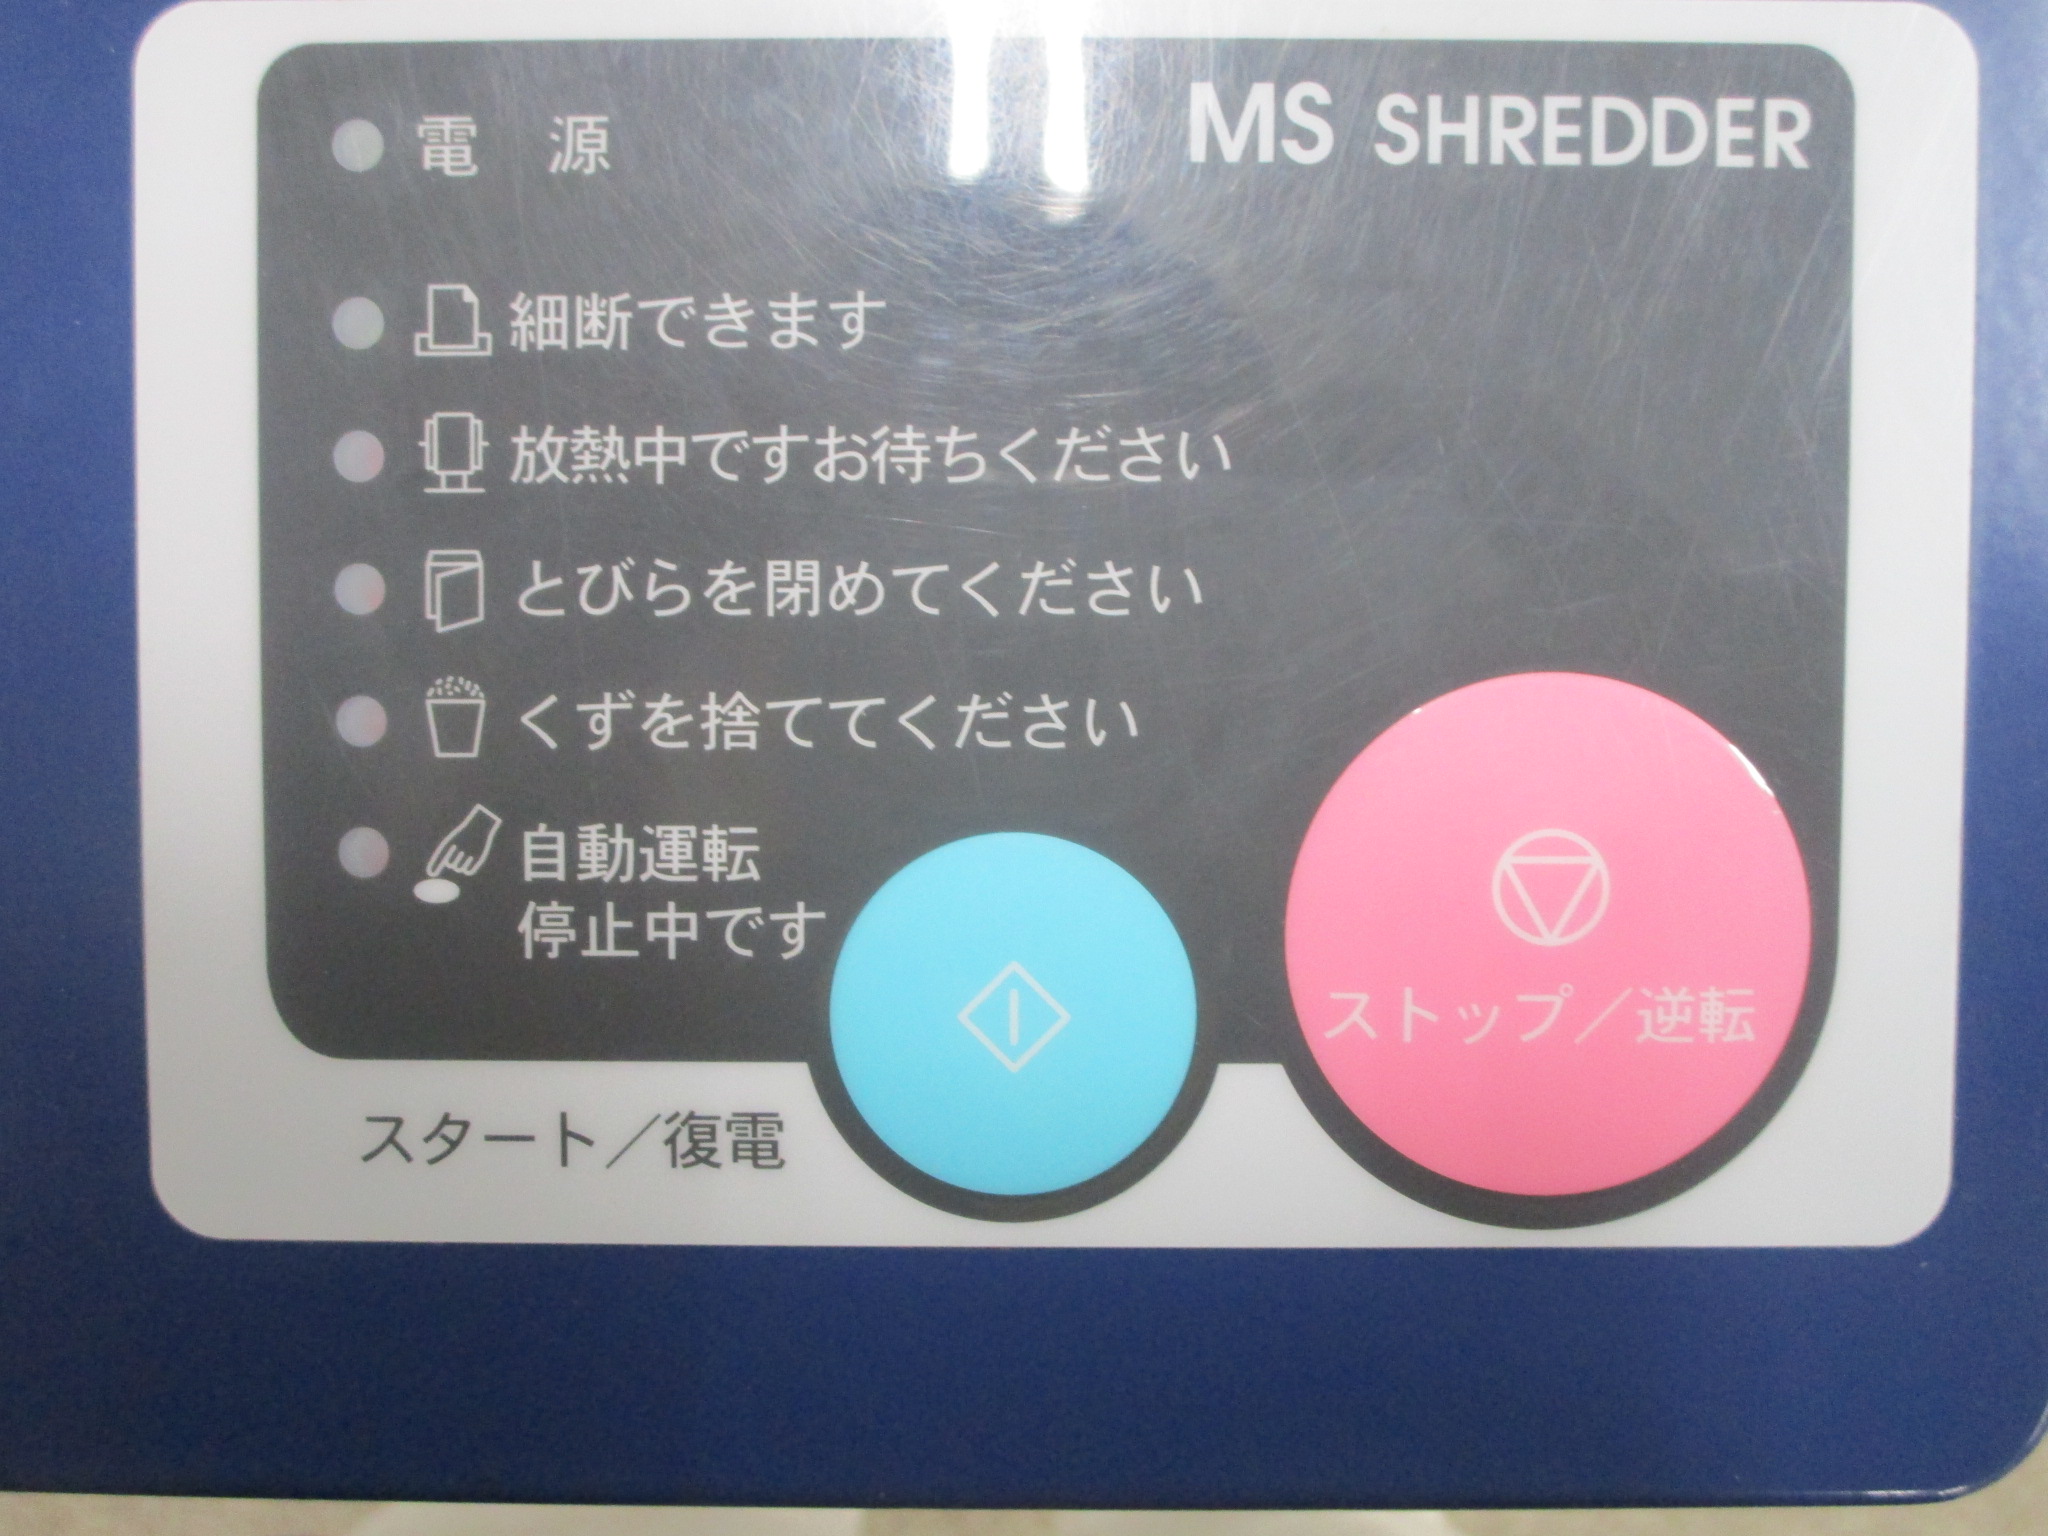 電 源
MS SHREDDER
細断できます
放熱中ですお待ちください
とびらを閉めてください
くずを捨ててください
自動運転
停止中です
ストップ／逆転
スタート／復電